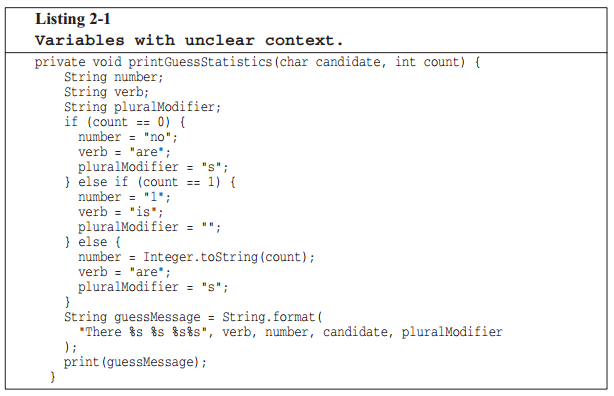 Listing 2-1
Variables with unclear context.
private void printGuessStatistics(char candidate, int count) {
    String number;
    String verb;
    String pluralModifier;
    if (count == 0) {
      number = "no";
      verb = "are";
      pluralModifier = "s";
    } else if (count == 1) {
      number = "1";
      verb = "is";
      pluralModifier = "";
    } else {
      number = Integer.toString(count);
      verb = "are";
      pluralModifier = "s";
    }
    String guessMessage = String.format(
      "There %s %s %s%s", verb, number, candidate, pluralModifier
    );
    print(guessMessage);
  }